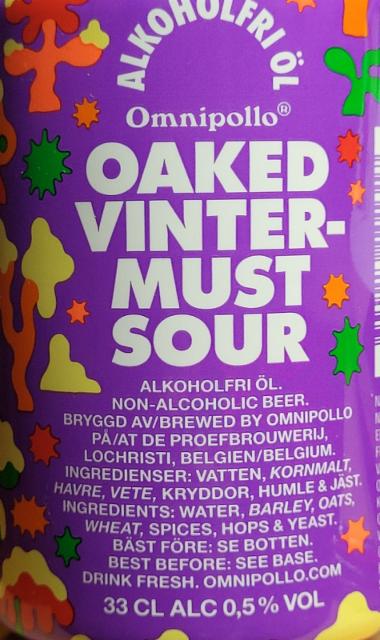 ALKOHOLFRI ÖL
Omnipollo®
OAKED
VINTER-
MUST
SOUR
ALKOHOLFRI ÖL.
NON-ALCOHOLIC BEER.
BRYGGD AV/BREWED BY OMNIPOLLO
PÅ/AT DE PROEFBROUWERIJ,
LOCHRISTI, BELGIEN/BELGIUM.
INGREDIENSER: VATTEN, KORNMALT,
HAVRE, VETE, KRYDDOR, HUMLE & JÄST.
INGREDIENTS: WATER, BARLEY, OATS,
WHEAT, SPICES, HOPS & YEAST.
BÄST FÖRE: SE BOTTEN.
BEST BEFORE: SEE BASE.
DRINK FRESH. OMNIPOLLO.COM
33 CL ALC 0,5% VOL